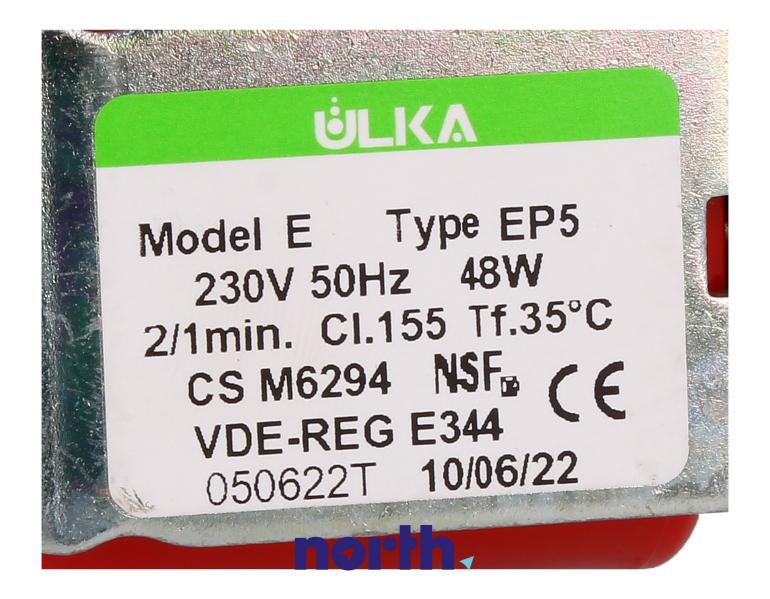 ULKA
Model E Type EP5
230V 50Hz 48W
2/1min. Cl.155 Tf.35°C
CS M6294 NSF® CE
VDE-REG E344
050622T 10/06/22
north